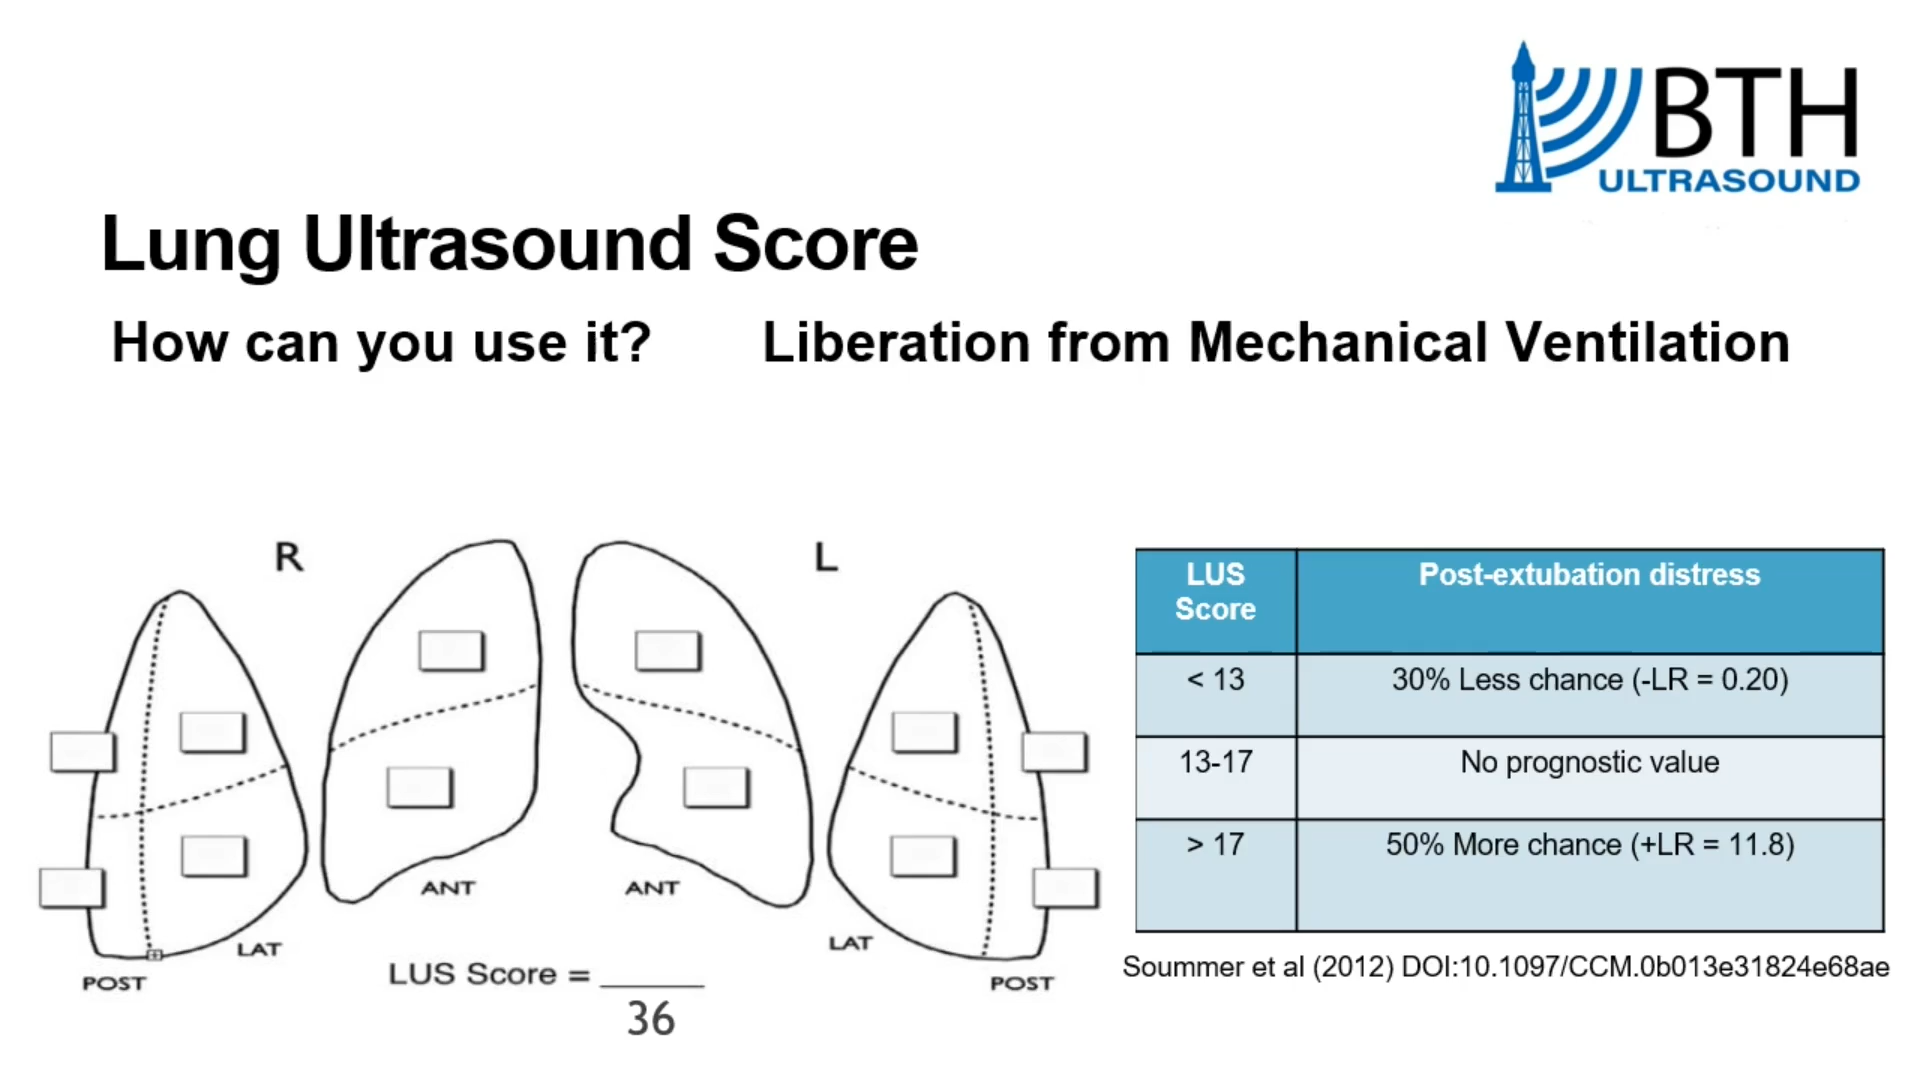 BTH
ULTRASOUND
Lung Ultrasound Score
How can you use it?
Liberation from Mechanical Ventilation
R
L
ANT
ANT
LAT
LAT
POST
POST
LUS Score = ______
36
LUS
Score
Post-extubation distress
< 13
30% Less chance (-LR = 0.20)
13-17
No prognostic value
> 17
50% More chance (+LR = 11.8)
Soummer et al (2012) DOI:10.1097/CCM.0b013e31824e68ae